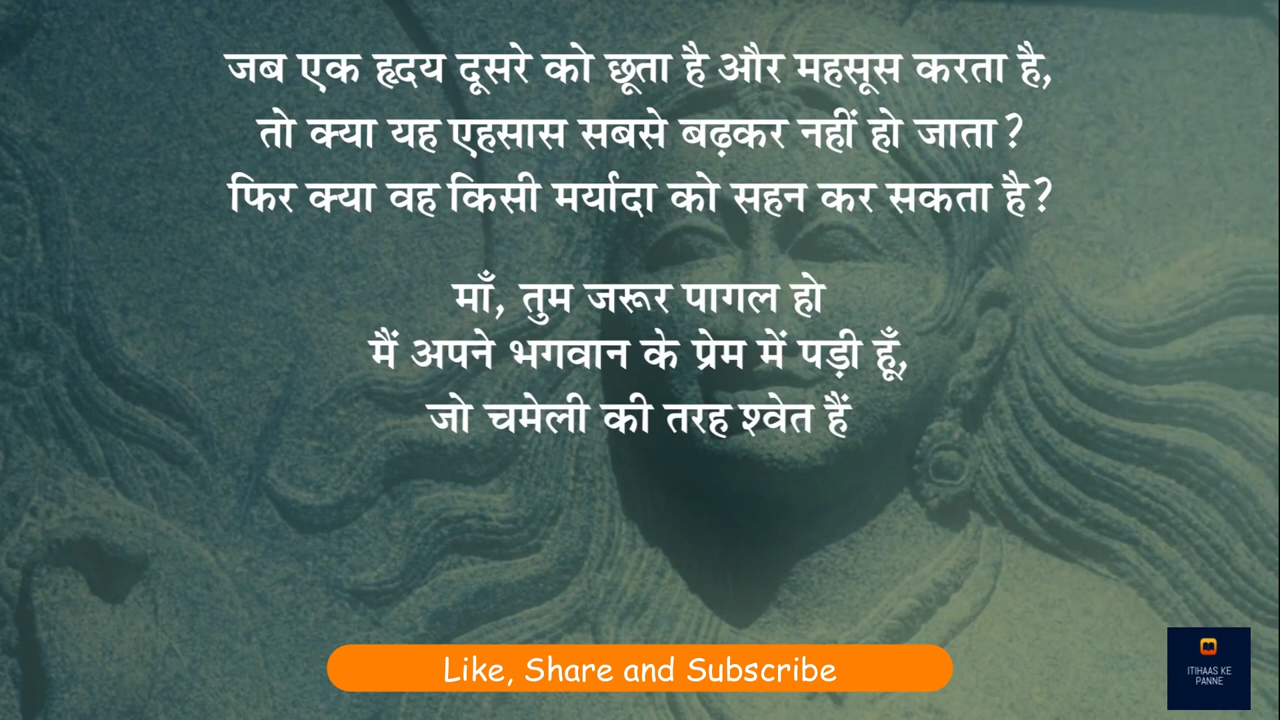 जब एक हृदय दूसरे को छूता है और महसूस करता है,
तो क्या यह एहसास सबसे बढ़कर नहीं हो जाता?
फिर क्या वह किसी मर्यादा को सहन कर सकता है?
माँ, तुम जरूर पागल हो
मैं अपने भगवान के प्रेम में पड़ी हूँ,
जो चमेली की तरह श्वेत हैं
Like, Share and Subscribe
ITIHAAS KE
PANNE